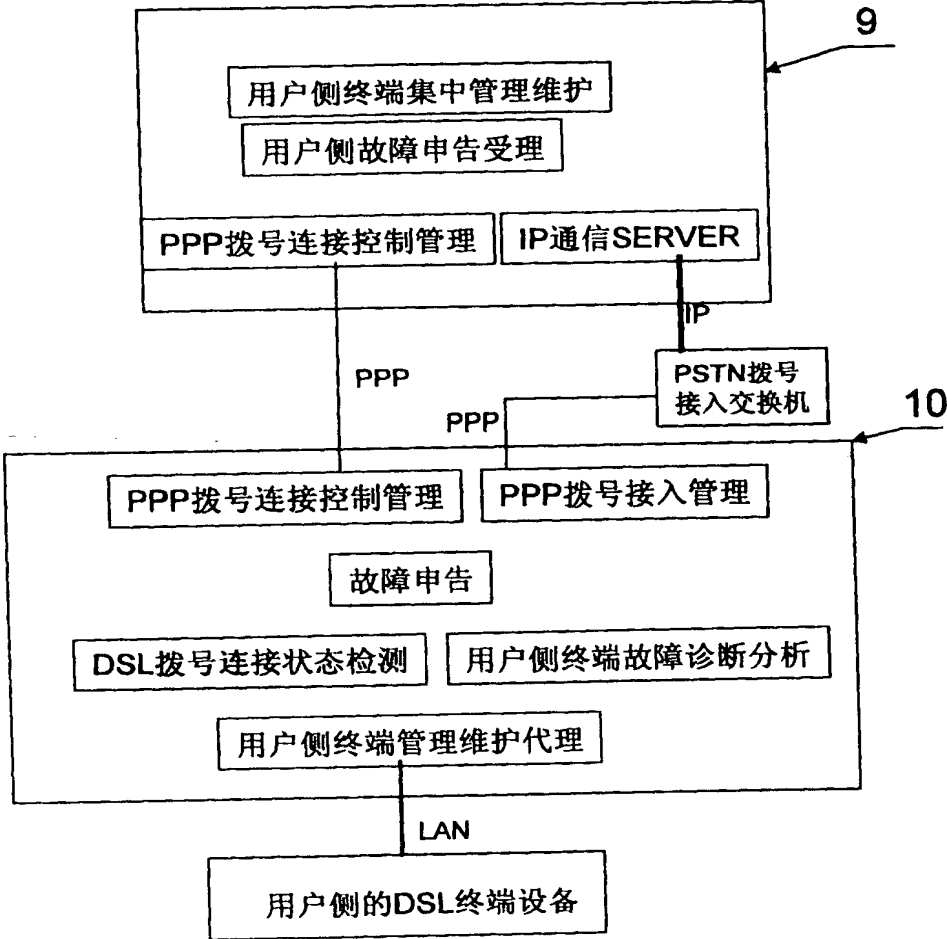 9
用户侧终端集中管理维护
用户侧故障申告受理
PPP拨号连接控制管理
IP通信SERVER
IP
PPP
PSTN拨号
接入交换机
PPP
10
PPP拨号连接控制管理
PPP拨号接入管理
故障申告
DSL拨号连接状态检测
用户侧终端故障诊断分析
用户侧终端管理维护代理
LAN
用户侧的DSL终端设备